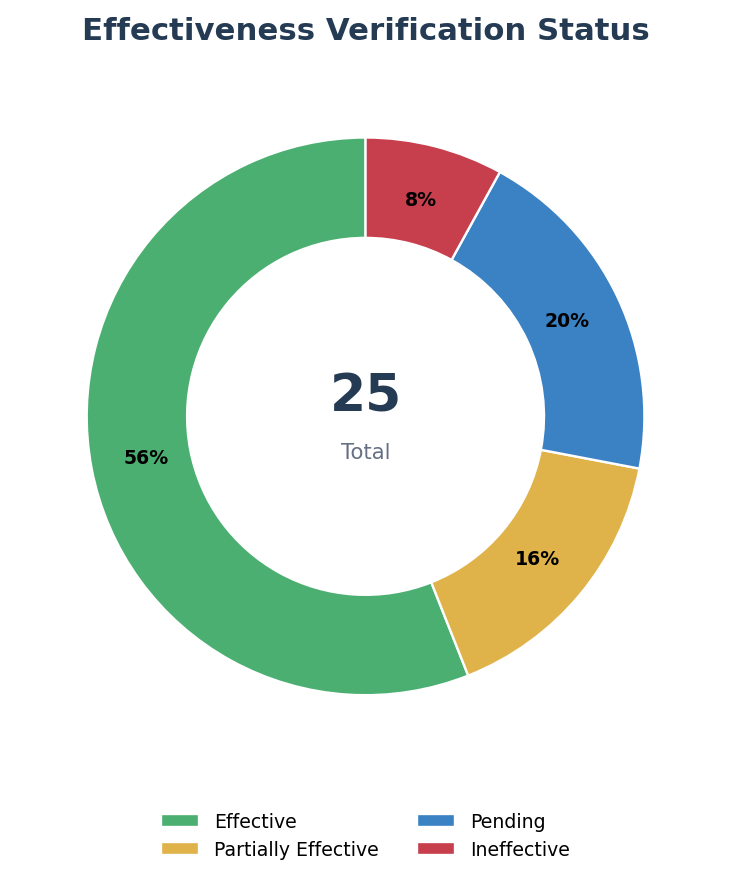 Effectiveness Verification Status
8%
20%
25
Total
56%
16%
Effective
Partially Effective
Pending
Ineffective